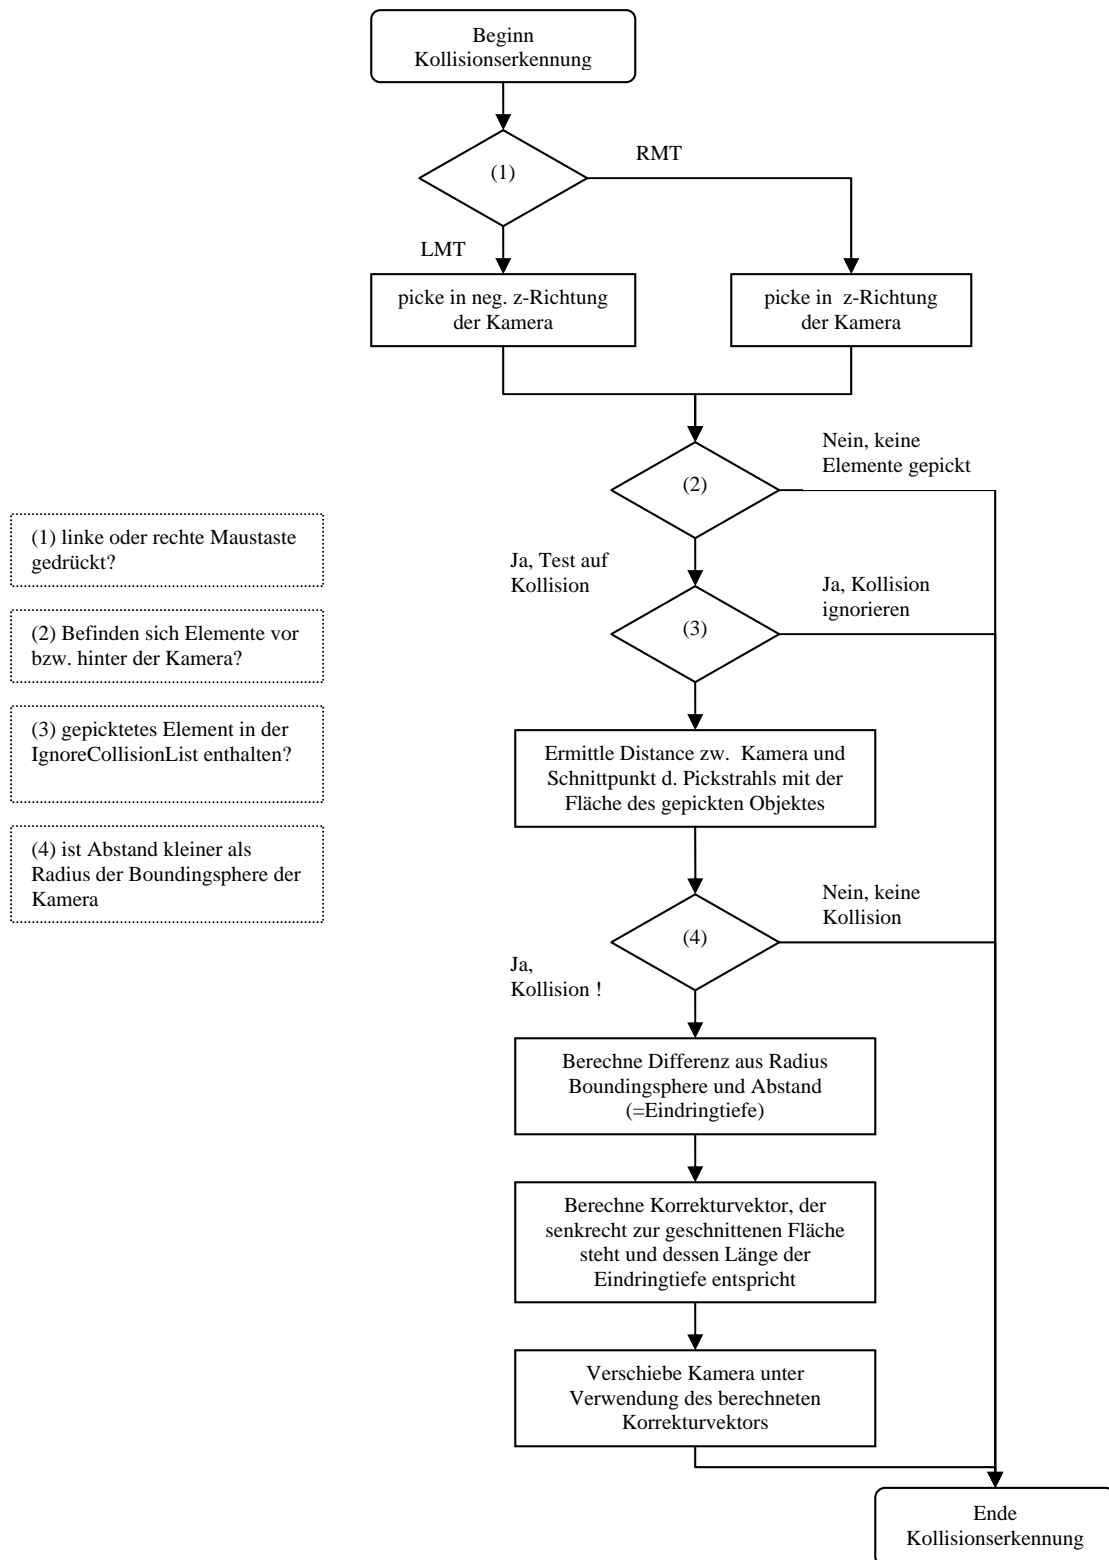 Beginn
Kollisionserkennung
(1)
RMT
LMT
picke in neg. z-Richtung
der Kamera
picke in z-Richtung
der Kamera
(2)
Nein, keine
Elemente gepickt
Ja, Test auf
Kollision
(3)
Ja, Kollision
ignorieren
(1) linke oder rechte Maustaste
gedrückt?
(2) Befinden sich Elemente vor
bzw. hinter der Kamera?
(3) gepicktetes Element in der
IgnoreCollisionList enthalten?
(4) ist Abstand kleiner als
Radius der Boundingsphere der
Kamera
Ermittle Distance zw. Kamera und
Schnittpunkt d. Pickstrahls mit der
Fläche des gepickten Objektes
(4)
Nein, keine
Kollision
Ja,
Kollision !
Berechne Differenz aus Radius
Boundingsphere und Abstand
(=Eindringtiefe)
Berechne Korrekturvektor, der
senkrecht zur geschnittenen Fläche
steht und dessen Länge der
Eindringtiefe entspricht
Verschiebe Kamera unter
Verwendung des berechneten
Korrekturvektors
Ende
Kollisionserkennung